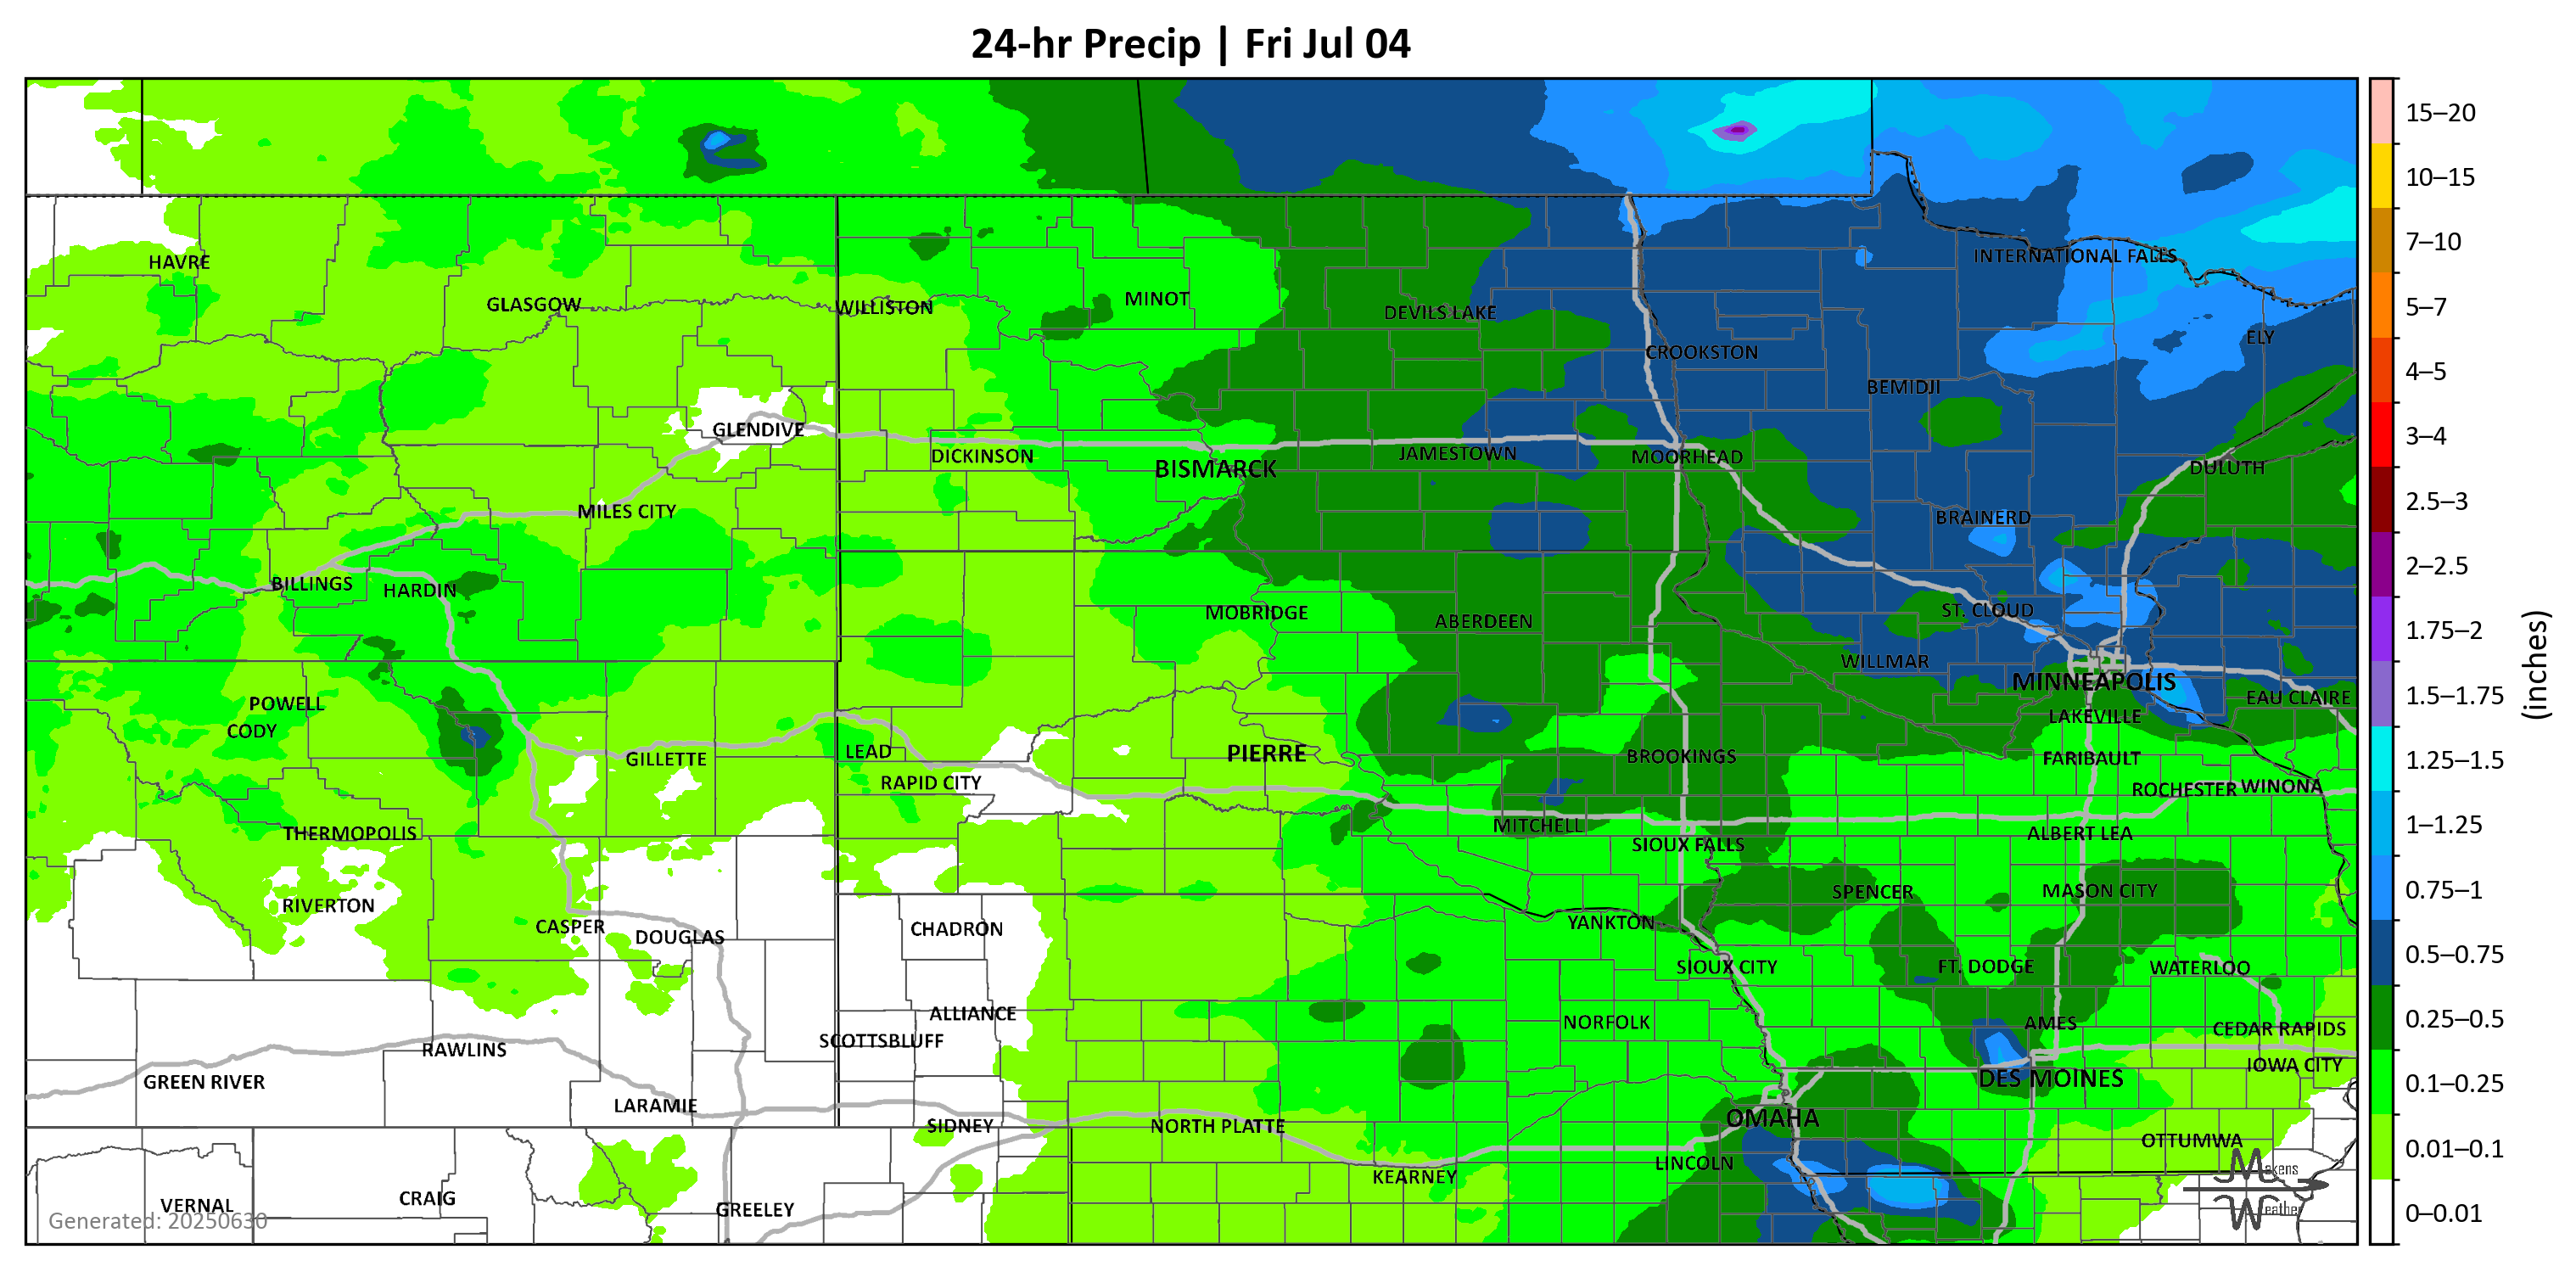 24-hr Precip | Fri Jul 04
15–20
10–15
7–10
5–7
4–5
3–4
2.5–3
2–2.5
1.75–2
1.5–1.75
1.25–1.5
1–1.25
0.75–1
0.5–0.75
0.25–0.5
0.1–0.25
0.01–0.1
0–0.01
(inches)
HAVRE
GLASGOW
WILLISTON
MINOT
DEVILS LAKE
INTERNATIONAL FALLS
CROOKSTON
ELY
BEMIDJI
GLENDIVE
DICKINSON
BISMARCK
JAMESTOWN
MOORHEAD
DULUTH
MILES CITY
BRAINERD
BILLINGS
HARDIN
MOBRIDGE
ABERDEEN
ST. CLOUD
WILLMAR
MINNEAPOLIS
EAU CLAIRE
POWELL
CODY
LAKEVILLE
GILLETTE
LEAD
PIERRE
BROOKINGS
FARIBAULT
RAPID CITY
ROCHESTER
WINONA
THERMOPOLIS
MITCHELL
SIOUX FALLS
ALBERT LEA
RIVERTON
SPENCER
MASON CITY
CASPER
DOUGLAS
CHADRON
YANKTON
SIOUX CITY
FT. DODGE
WATERLOO
ALLIANCE
SCOTTSBLUFF
NORFOLK
AMES
CEDAR RAPIDS
RAWLINS
GREEN RIVER
IOWA CITY
DES MOINES
LARAMIE
SIDNEY
NORTH PLATTE
OMAHA
OTTUMWA
LINCOLN
KEARNEY
VERNAL
CRAIG
GREELEY
Generated: 20250630
Makens
Weather